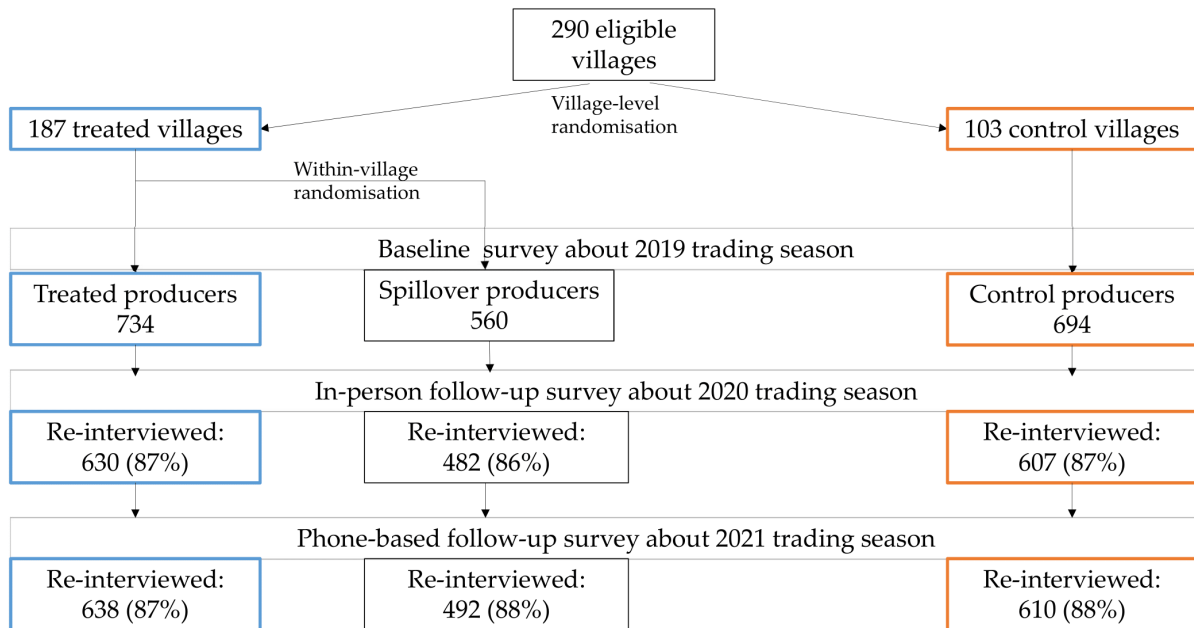 290 eligible
villages
Village-level
randomisation
187 treated villages
103 control villages
Within-village
randomisation
Baseline survey about 2019 trading season
Treated producers
734
Spillover producers
560
Control producers
694
In-person follow-up survey about 2020 trading season
Re-interviewed:
630 (87%)
Re-interviewed:
482 (86%)
Re-interviewed:
607 (87%)
Phone-based follow-up survey about 2021 trading season
Re-interviewed:
638 (87%)
Re-interviewed:
492 (88%)
Re-interviewed:
610 (88%)